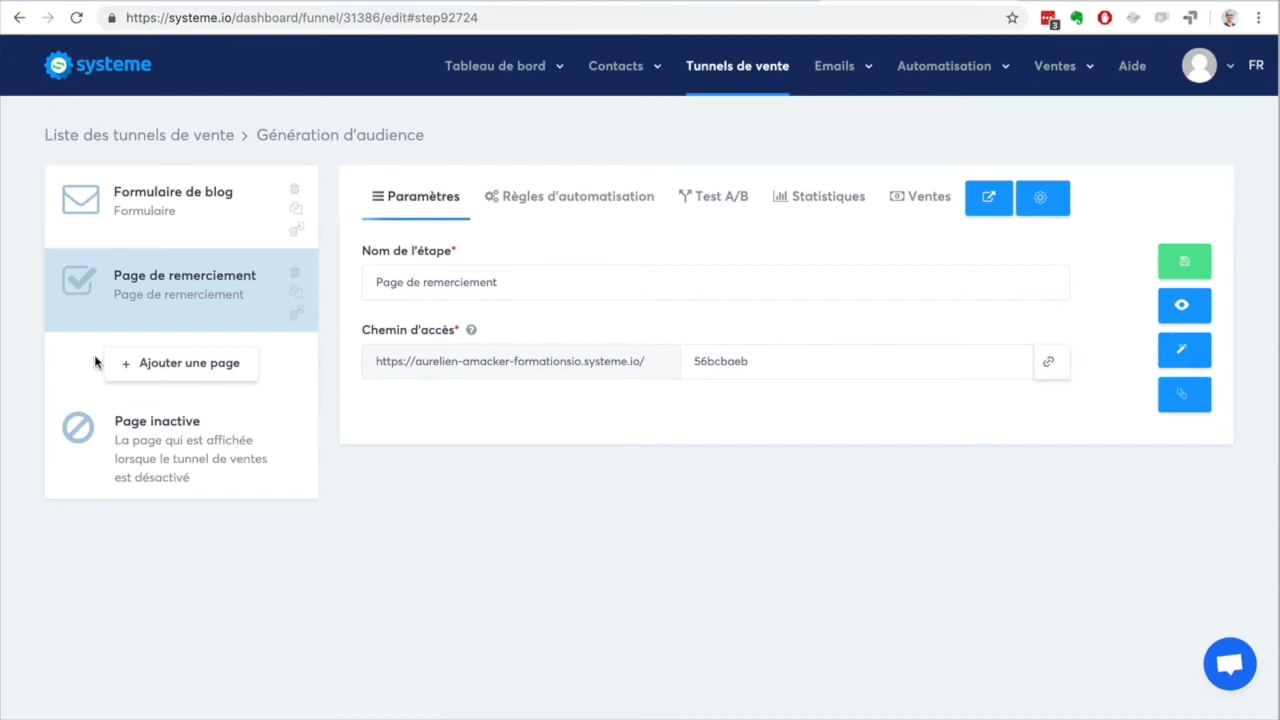 https://systeme.io/dashboard/funnel/31386/edit#step92724
3
systeme
Tableau de bord
Contacts
Tunnels de vente
Emails
Automatisation
Ventes
Aide
FR
Liste des tunnels de vente > Génération d'audience
Formulaire de blog
Formulaire
Page de remerciement
Page de remerciement
+ Ajouter une page
Page inactive
La page qui est affichée
lorsque le tunnel de ventes
est désactivé
Paramètres
Règles d'automatisation
Test A/B
Statistiques
Ventes
Nom de l'étape*
Page de remerciement
Chemin d'accès* ?
https://aurelien-amacker-formationsio.systeme.io/
56bcbaeb